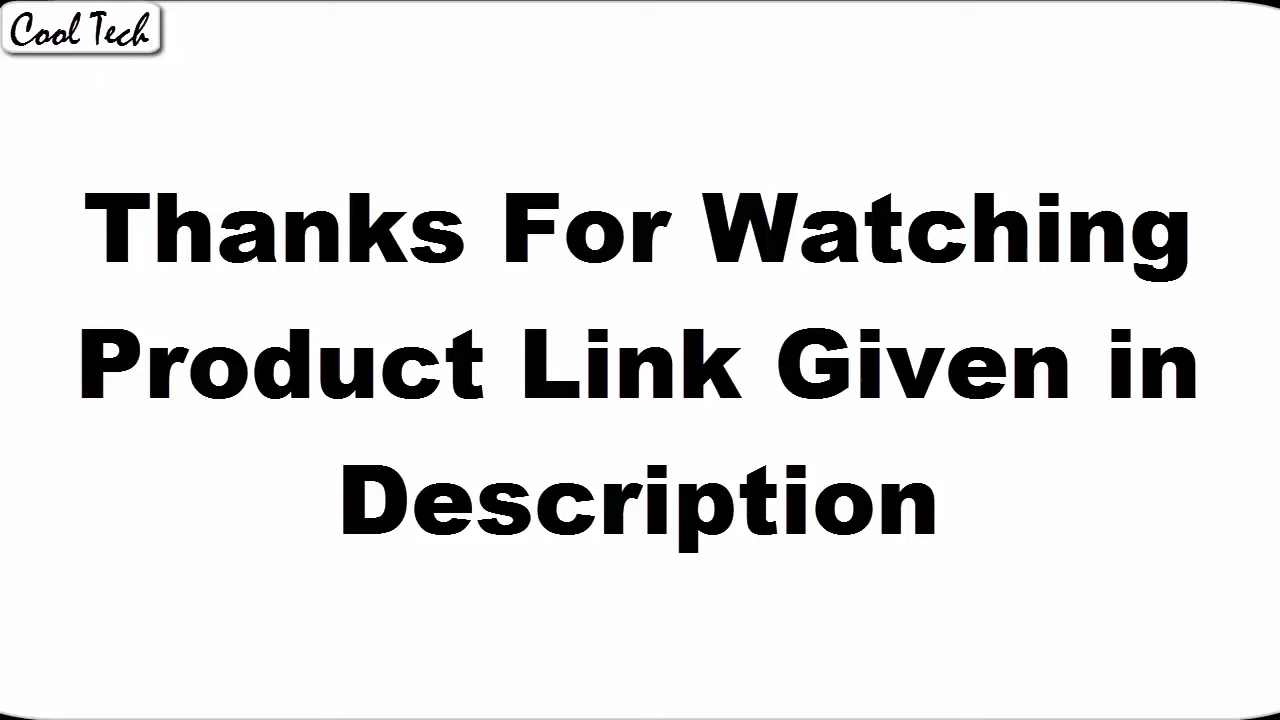 Cool Tech
Thanks For Watching
Product Link Given in
Description